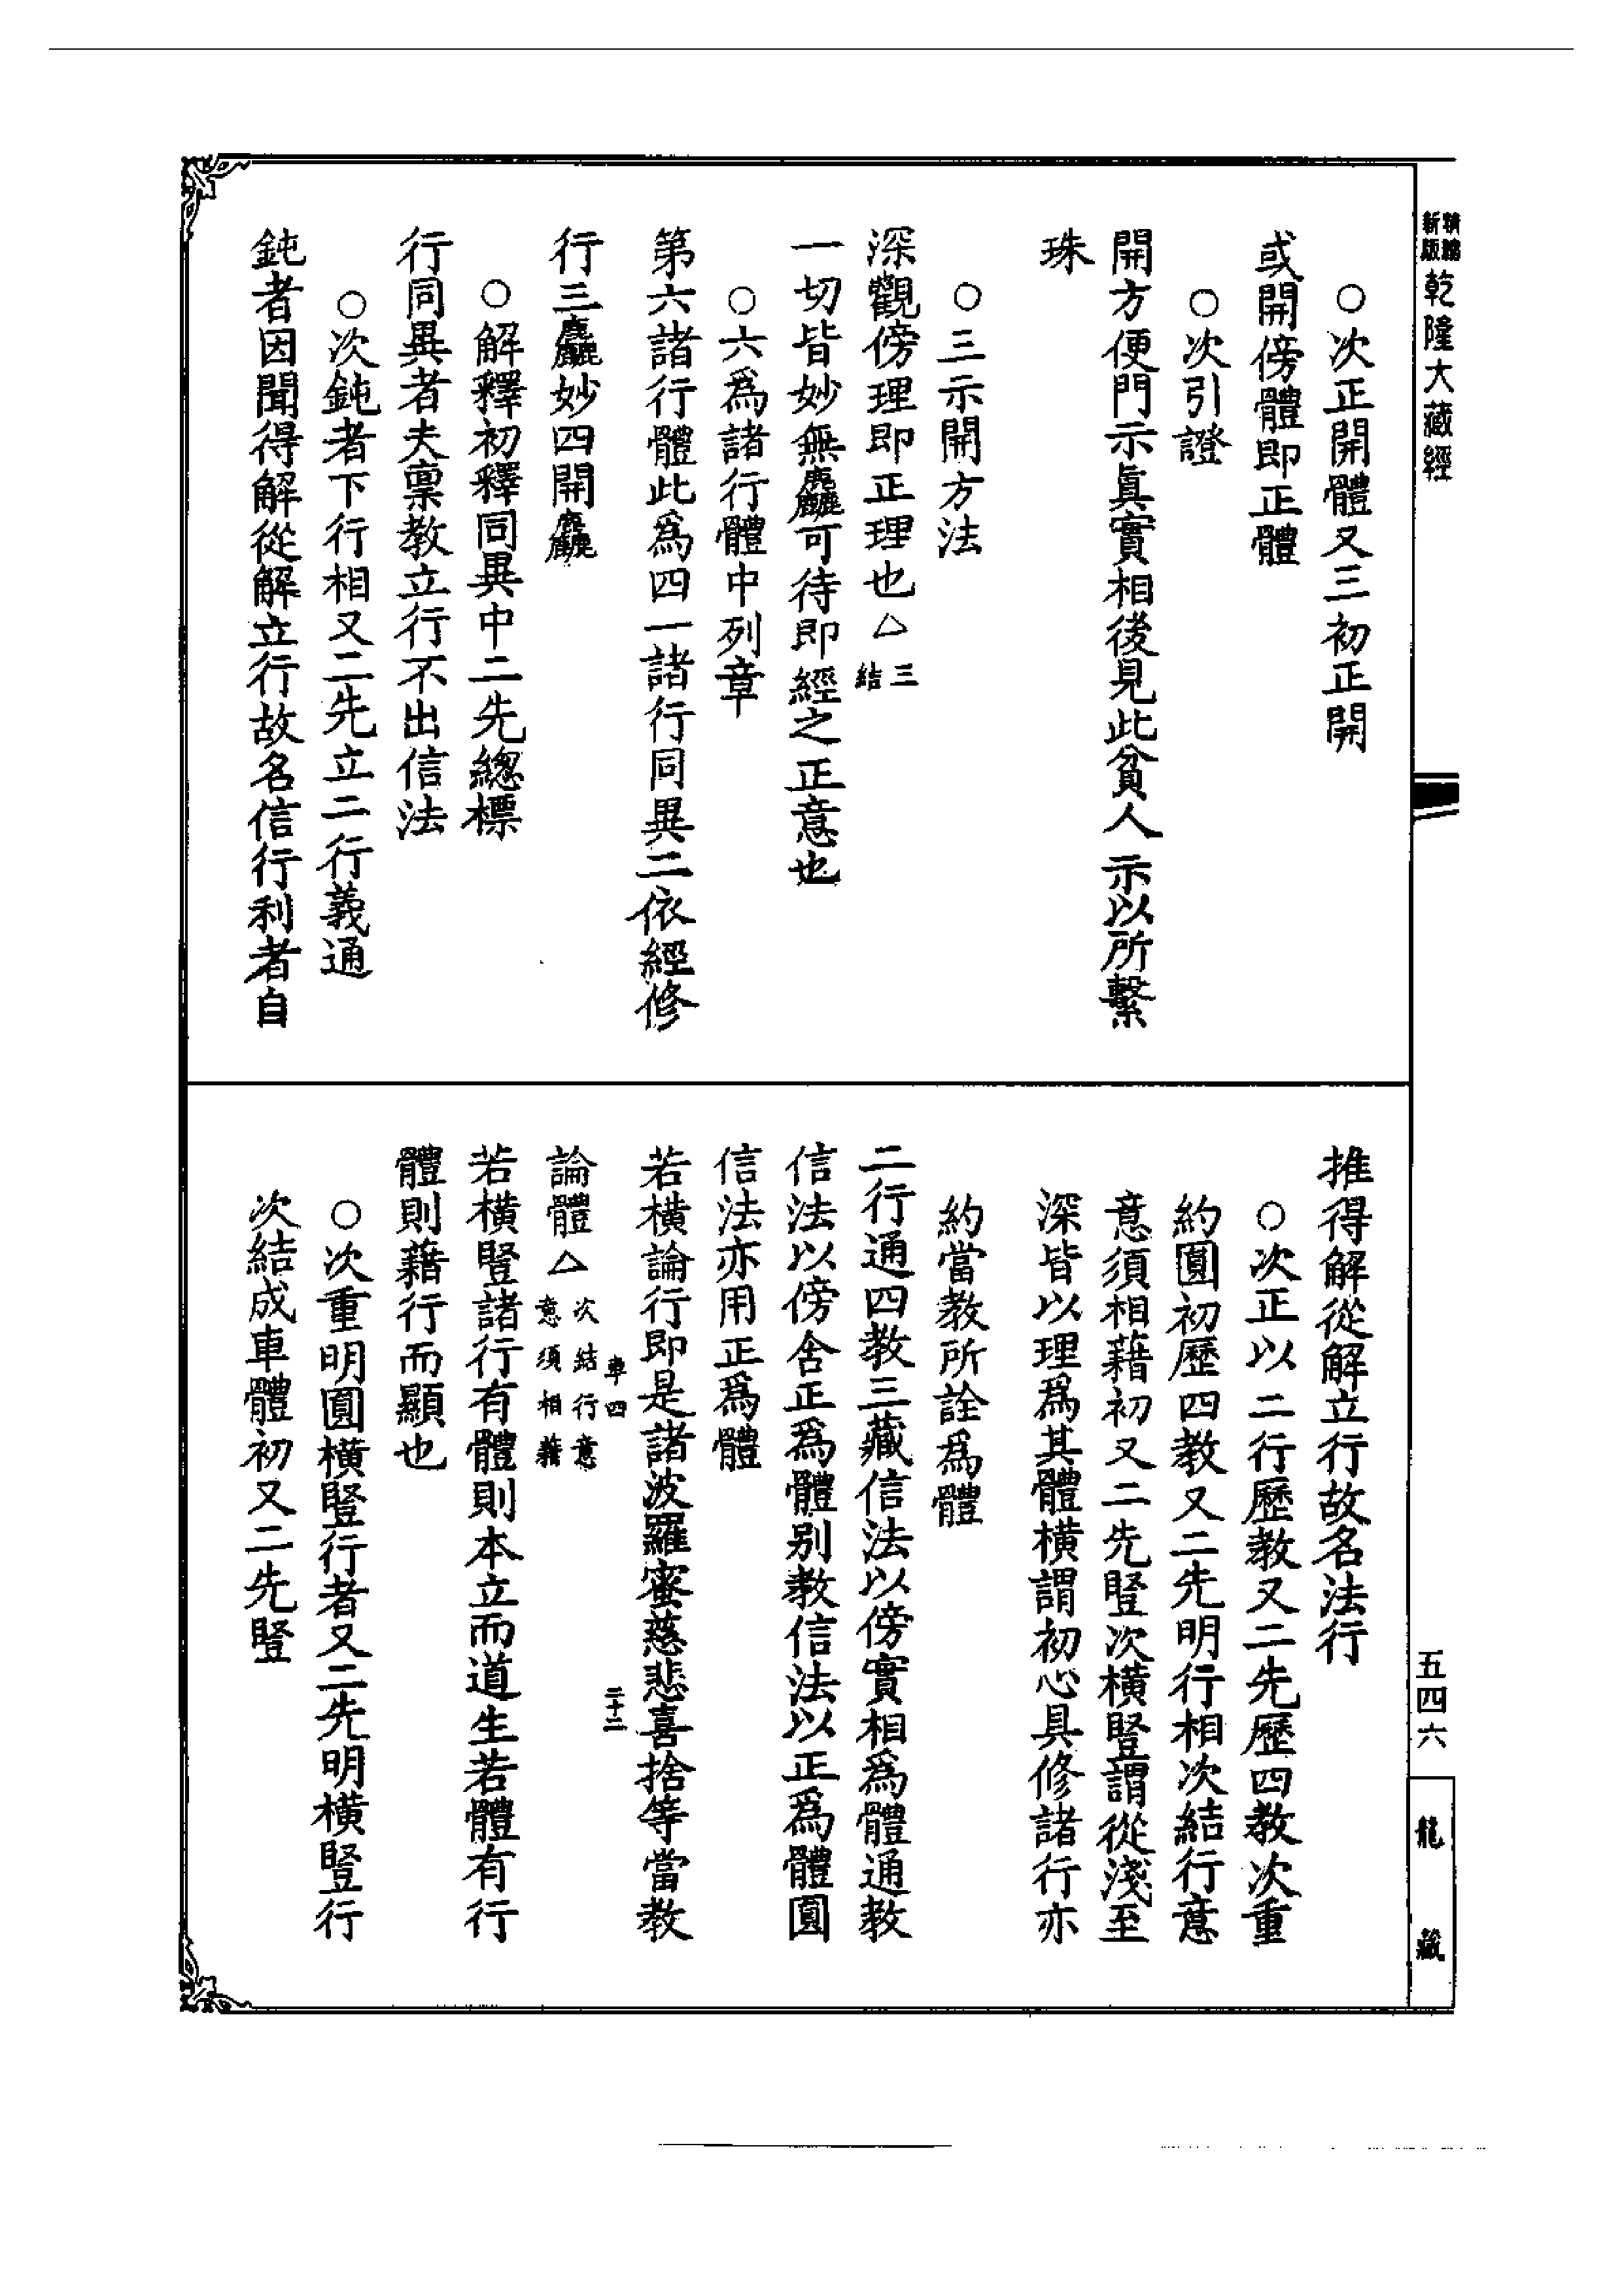 精編
新版
乾隆大藏經
○次正開體又三初正開
或開傍體即正體
○次引證
開方便門示眞實相後見此貧人示以所繫
珠
○三示開方法
深觀傍理即正理也△三結
一切皆妙無麤可待即經之正意也
○六爲諸行體中列章
第六諸行體此爲四一諸行同異二依經修
行三麤妙四開麤
○解釋初釋同異中二先總標
行同異者夫稟教立行不出信法
○次鈍者下行相又二先立二行義通
鈍者因聞得解從解立行故名信行利者自
推得解從解立行故名法行
○次正以二行歷教又二先歷四教次重
約圓初歷四教又二先明行相次結行意
意須相藉初又二先豎次橫豎謂從淺至
深皆以理爲其體橫謂初心具修諸行亦
約當教所詮爲體
二行通四教三藏信法以傍實相爲體通教
信法以傍含正爲體別教信法以正爲體圓
信法亦用正爲體
若橫論行即是諸波羅蜜慈悲喜捨等當教
車四 二十二
論體△次結行意意須相藉
若橫豎諸行有體則本立而道生若體有行
體則藉行而顯也
○次重明圓橫豎行者又二先明橫豎行
次結成車體初又二先豎
五四六
龍藏